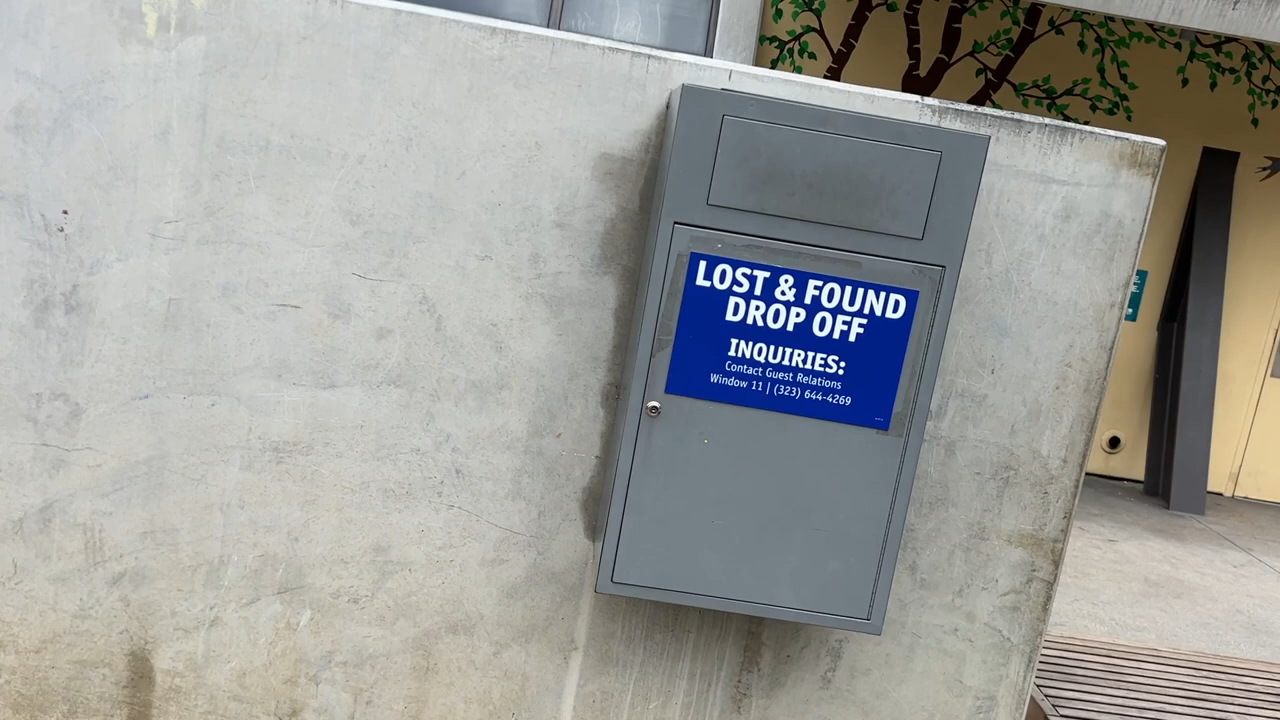 LOST & FOUND
DROP OFF
INQUIRIES:
Contact Guest Relations
Window 11 | (323) 644-4269